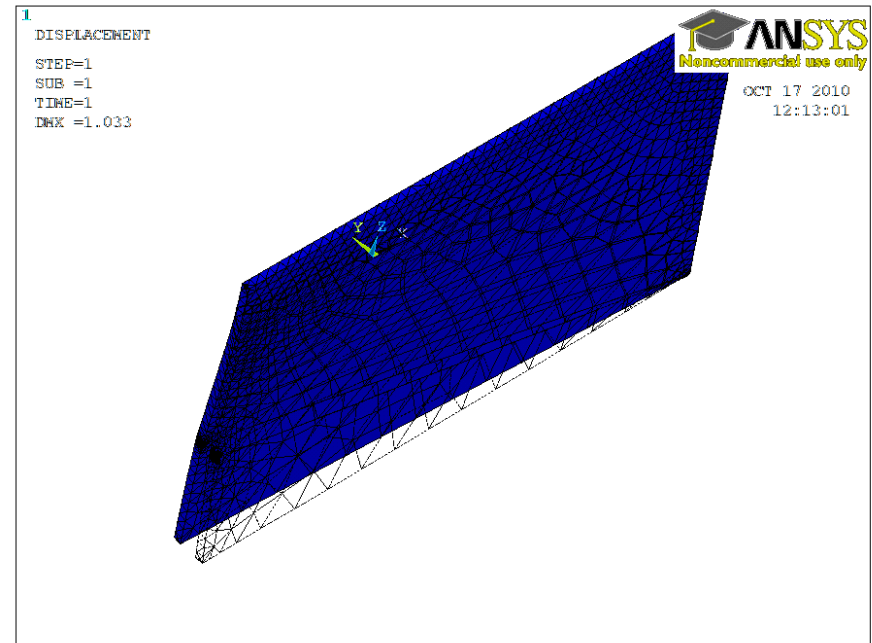 1
DISPLACEMENT
STEP=1
SUB =1
TIME=1
DMX =1.033
ANSYS
Noncommercial use only
OCT 17 2010
12:13:01
Y Z X